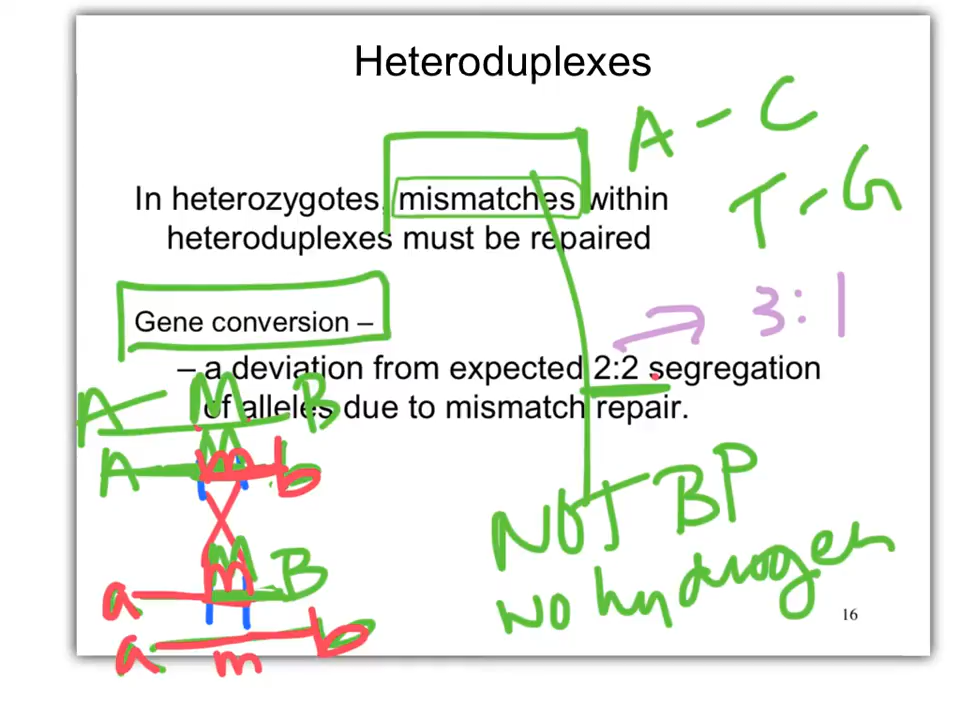 Heteroduplexes
A - C
In heterozygotes, mismatches within
T - G
heteroduplexes must be repaired
Gene conversion –
3:1
– a deviation from expected 2:2 segregation
of alleles due to mismatch repair.
A M B
A M m b
NOT BP
a M m B
NO hydrogen
a m b
16